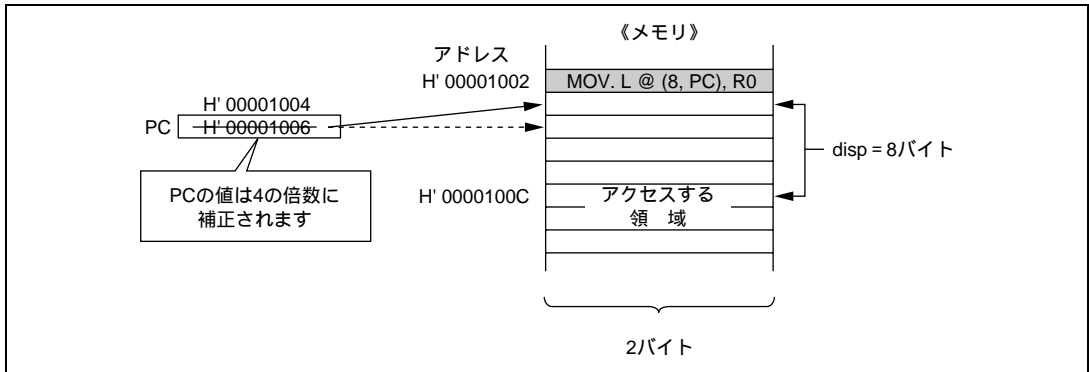 《メモリ》
アドレス
H' 00001002
MOV. L @ (8, PC), R0
H' 00001004
PC
H' 00001006
disp = 8バイト
PCの値は4の倍数に
補正されます
H' 0000100C
アクセスする
領 域
2バイト